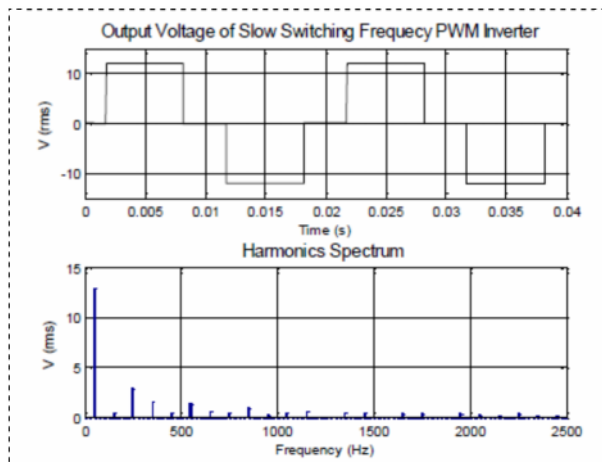 Output Voltage of Slow Switching Frequecy PWM Inverter
10
0
-10
V (rms)
0 0.005 0.01 0.015 0.02 0.025 0.03 0.035 0.04
Time (s)
Harmonics Spectrum
15
10
5
0
V (rms)
0 500 1000 1500 2000 2500
Frequency (Hz)